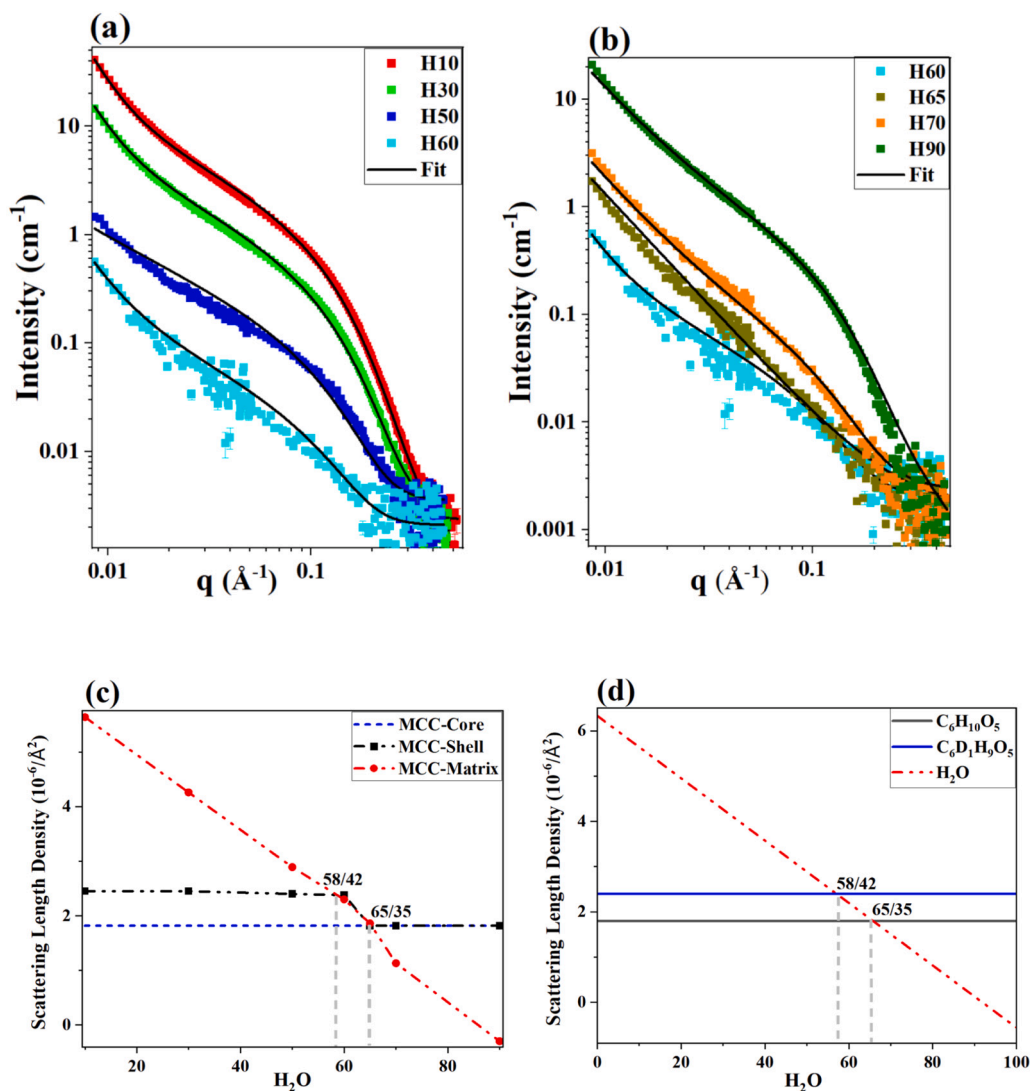 (a)
H10
H30
H50
H60
Fit
10
1
0.1
0.01
Intensity (cm⁻¹)
0.01
0.1
q (Å⁻¹)
(b)
H60
H65
H70
H90
Fit
10
1
0.1
0.01
0.001
Intensity (cm⁻¹)
0.01
0.1
q (Å⁻¹)
(c)
MCC-Core
MCC-Shell
MCC-Matrix
4
2
0
Scattering Length Density (10⁻⁶/Å²)
58/42
65/35
20
40
60
80
H₂O
(d)
C₆H₁₀O₅
C₆D₁H₉O₅
H₂O
6
4
2
0
Scattering Length Density (10⁻⁶/Å²)
58/42
65/35
0
20
40
60
80
100
H₂O